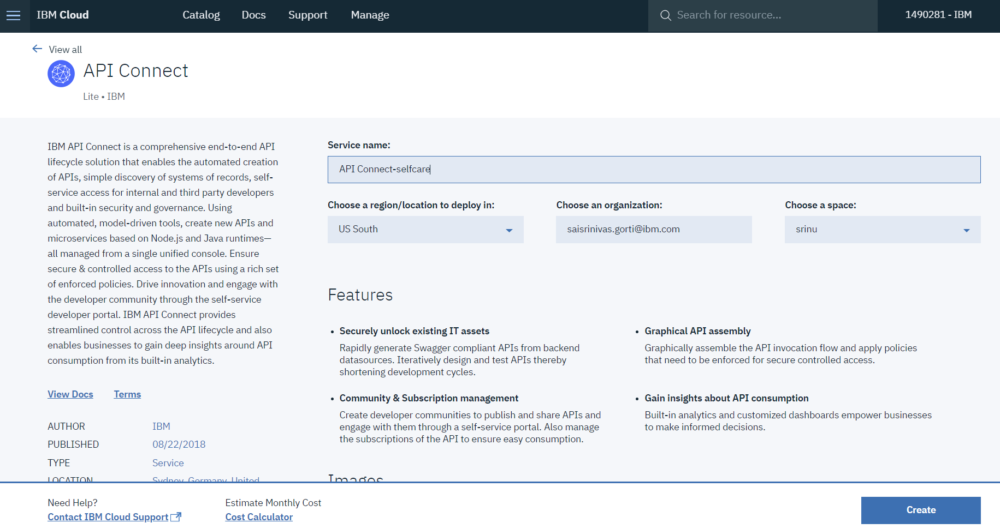 IBM Cloud
Catalog
Docs
Support
Manage
Search for resource...
1490281 - IBM
View all
API Connect
Lite • IBM
IBM API Connect is a comprehensive end-to-end API
lifecycle solution that enables the automated creation
of APIs, simple discovery of systems of records, self-
service access for internal and third party developers
and built-in security and governance. Using
automated, model-driven tools, create new APIs and
microservices based on Node.js and Java runtimes—
all managed from a single unified console. Ensure
secure & controlled access to the APIs using a rich set
of enforced policies. Drive innovation and engage with
the developer community through the self-service
developer portal. IBM API Connect provides
streamlined control across the API lifecycle and also
enables businesses to gain deep insights around API
consumption from its built-in analytics.
View Docs
Terms
AUTHOR IBM
PUBLISHED 08/22/2018
TYPE Service
LOCATION Sydney, Germany, United
Service name:
API Connect-selfcare
Choose a region/location to deploy in:
US South
Choose an organization:
saisrinivas.gorti@ibm.com
Choose a space:
srinu
Features
• Securely unlock existing IT assets
Rapidly generate Swagger compliant APIs from backend
datasources. Iteratively design and test APIs thereby
shortening development cycles.
• Graphical API assembly
Graphically assemble the API invocation flow and apply policies
that need to be enforced for secure controlled access.
• Community & Subscription management
Create developer communities to publish and share APIs and
engage with them through a self-service portal. Also manage
the subscriptions of the API to ensure easy consumption.
• Gain insights about API consumption
Built-in analytics and customized dashboards empower businesses
to make informed decisions.
Images
Need Help?
Contact IBM Cloud Support
Estimate Monthly Cost
Cost Calculator
Create